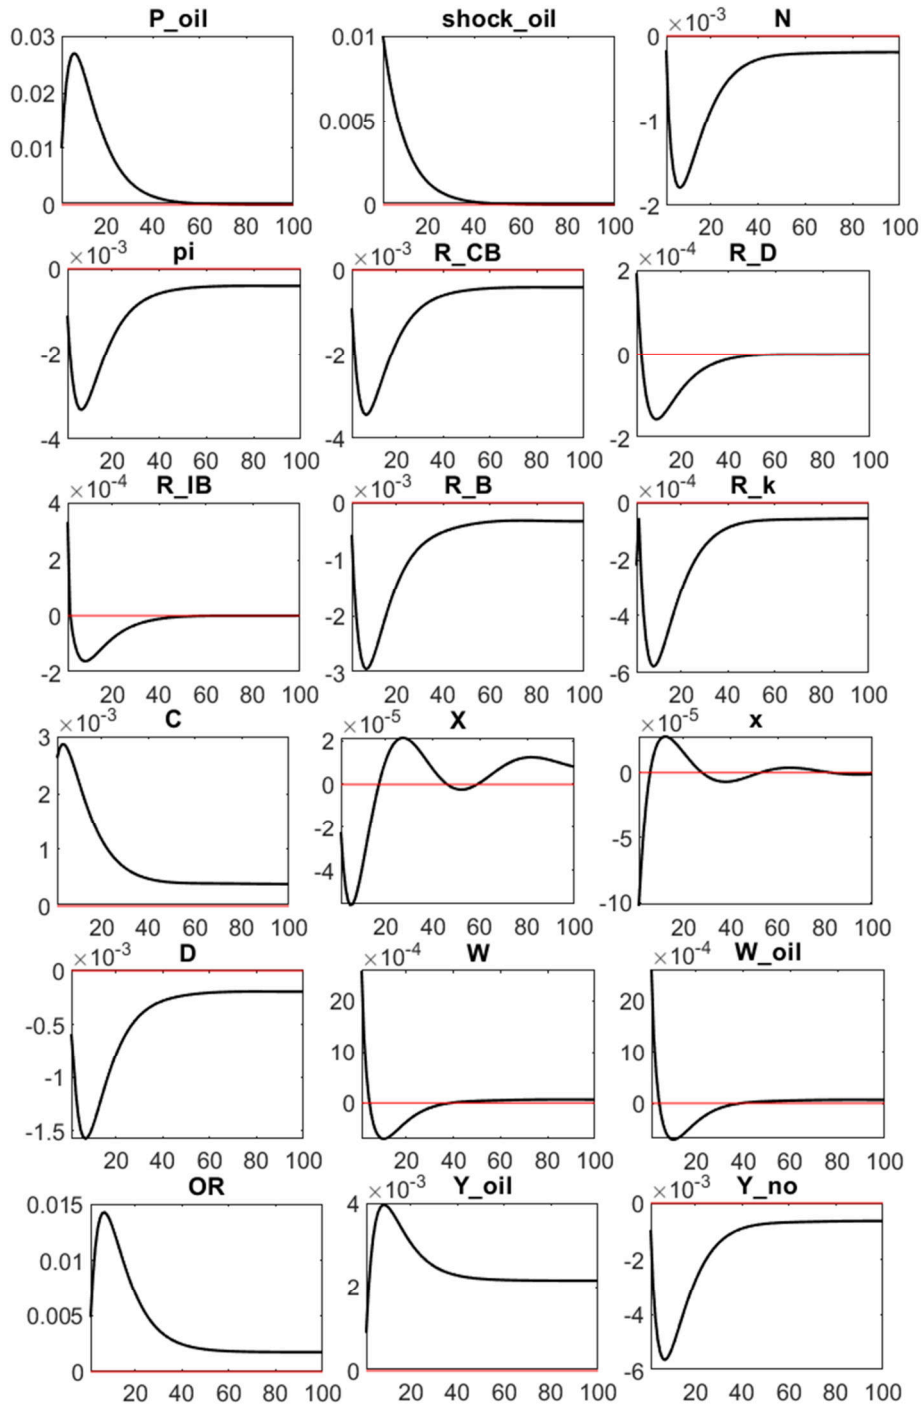 P_oil shock_oil N
0.03 0.01 0 ×10-3
0.02 0.005 -1
0.01
0 0 -2
20 40 60 80 100 20 40 60 80 100 20 40 60 80 100
pi R_CB R_D
0 ×10-3 0 ×10-3 2 ×10-4
-2 -2 0
-4 -4 -2
20 40 60 80 100 20 40 60 80 100 20 40 60 80 100
R_IB R_B R_k
4 ×10-4 0 ×10-3 0 ×10-4
2 -1 -2
0 -2 -4
-2 -3 -6
20 40 60 80 100 20 40 60 80 100 20 40 60 80 100
C X x
3 ×10-3 2 ×10-5 ×10-5
2 0 0
1 -2 -5
0 -4 -10
20 40 60 80 100 20 40 60 80 100 20 40 60 80 100
D W W_oil
0 ×10-3 ×10-4 ×10-4
-0.5 20 20
-1 10 10
-1.5 0 0
20 40 60 80 100 20 40 60 80 100 20 40 60 80 100
OR Y_oil Y_no
0.015 4 ×10-3 0 ×10-3
0.01 2 -2
0.005 -4
0 0 -6
20 40 60 80 100 20 40 60 80 100 20 40 60 80 100